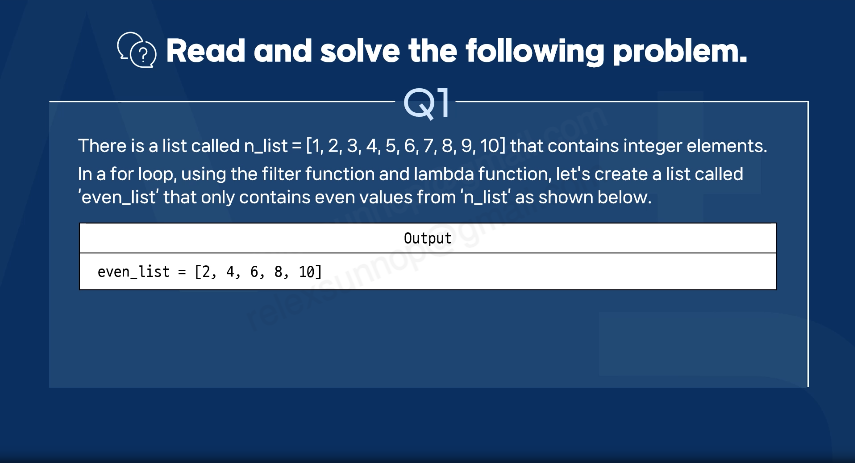 Read and solve the following problem.
Q1
There is a list called n_list = [1, 2, 3, 4, 5, 6, 7, 8, 9, 10] that contains integer elements.
In a for loop, using the filter function and lambda function, let's create a list called
'even_list' that only contains even values from 'n_list' as shown below.
Output
even_list = [2, 4, 6, 8, 10]